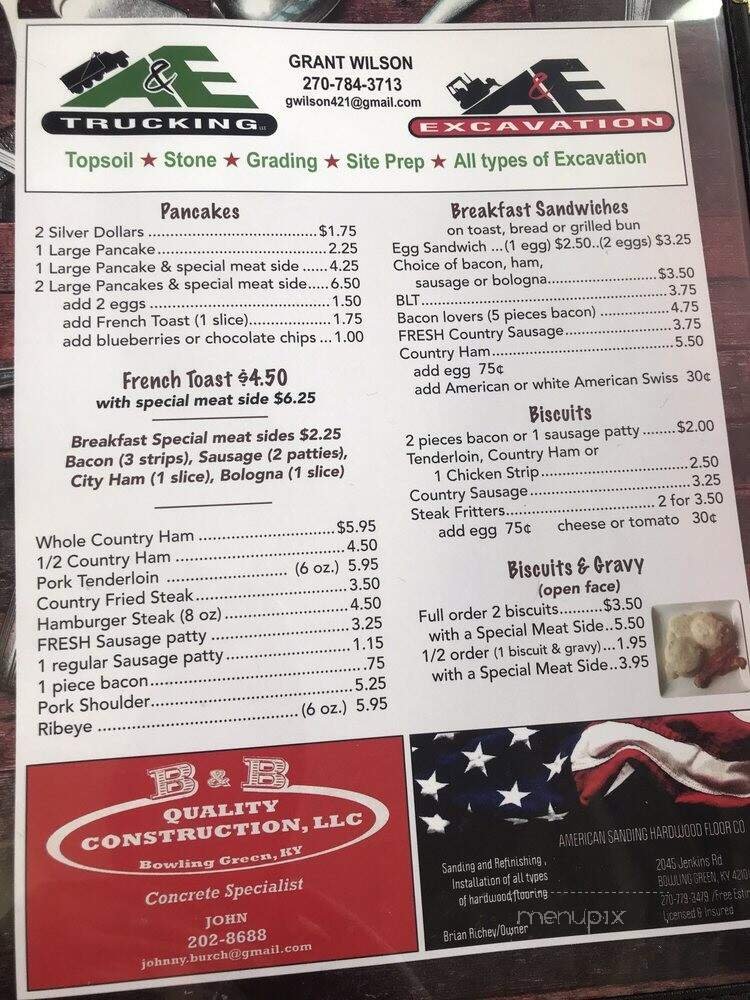 A&E
TRUCKING LLC
GRANT WILSON
270-784-3713
gwilson421@gmail.com
A&E
EXCAVATION
Topsoil ★ Stone ★ Grading ★ Site Prep ★ All types of Excavation
Pancakes
2 Silver Dollars ....................................$1.75
1 Large Pancake....................................2.25
1 Large Pancake & special meat side ......4.25
2 Large Pancakes & special meat side.....6.50
add 2 eggs .......................................1.50
add French Toast (1 slice)..................1.75
add blueberries or chocolate chips ...1.00
French Toast $4.50
with special meat side $6.25
Breakfast Special meat sides $2.25
Bacon (3 strips), Sausage (2 patties),
City Ham (1 slice), Bologna (1 slice)
Whole Country Ham ..............................$5.95
1/2 Country Ham ....................................4.50
Pork Tenderloin .......................... (6 oz.) 5.95
Country Fried Steak.................................3.50
Hamburger Steak (8 oz)...........................4.50
FRESH Sausage patty ..............................3.25
1 regular Sausage patty............................1.15
1 piece bacon...........................................75
Pork Shoulder..........................................5.25
Ribeye .......................................(6 oz.) 5.95
Breakfast Sandwiches
on toast, bread or grilled bun
Egg Sandwich ...(1 egg) $2.50..(2 eggs) $3.25
Choice of bacon, ham,
sausage or bologna........................$3.50
BLT.....................................................3.75
Bacon lovers (5 pieces bacon) ...............4.75
FRESH Country Sausage.......................3.75
Country Ham.......................................5.50
add egg 75¢
add American or white American Swiss 30¢
Biscuits
2 pieces bacon or 1 sausage patty ........$2.00
Tenderloin, Country Ham or
1 Chicken Strip.................................2.50
Country Sausage....................................3.25
Steak Fritters................................. 2 for 3.50
add egg 75¢ cheese or tomato 30¢
Biscuits & Gravy
(open face)
Full order 2 biscuits..........$3.50
with a Special Meat Side..5.50
1/2 order (1 biscuit & gravy)...1.95
with a Special Meat Side..3.95
B & B
QUALITY
CONSTRUCTION, LLC
Bowling Green, KY
Concrete Specialist
JOHN
202-8688
johnny.burch@gmail.com
AMERICAN SANDING HARDWOOD FLOOR CO.
Sanding and Refinishing ,
Installation of all types
of hardwood flooring
Brian Richey/Owner
2045 Jenkins Rd
BOWLING GREEN, KY 42101
270-779-3479 /Free Estim
Licensed & Insured
menupix